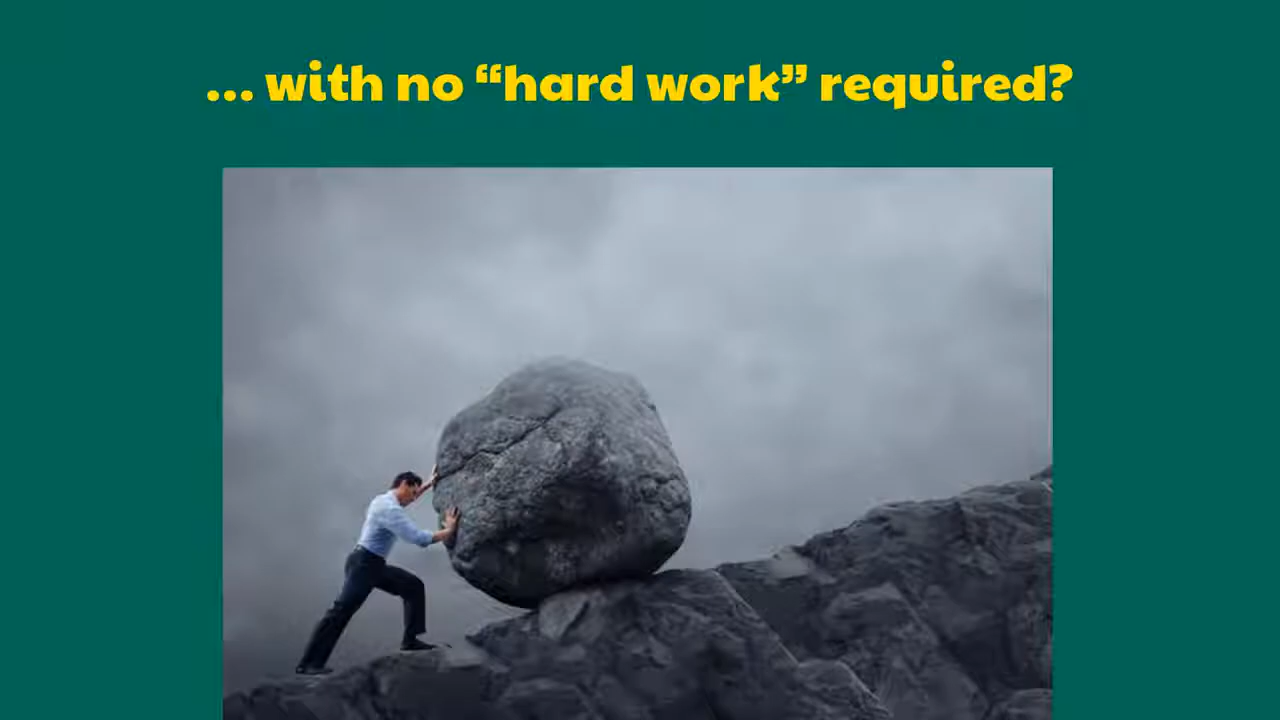 ... with no “hard work” required?